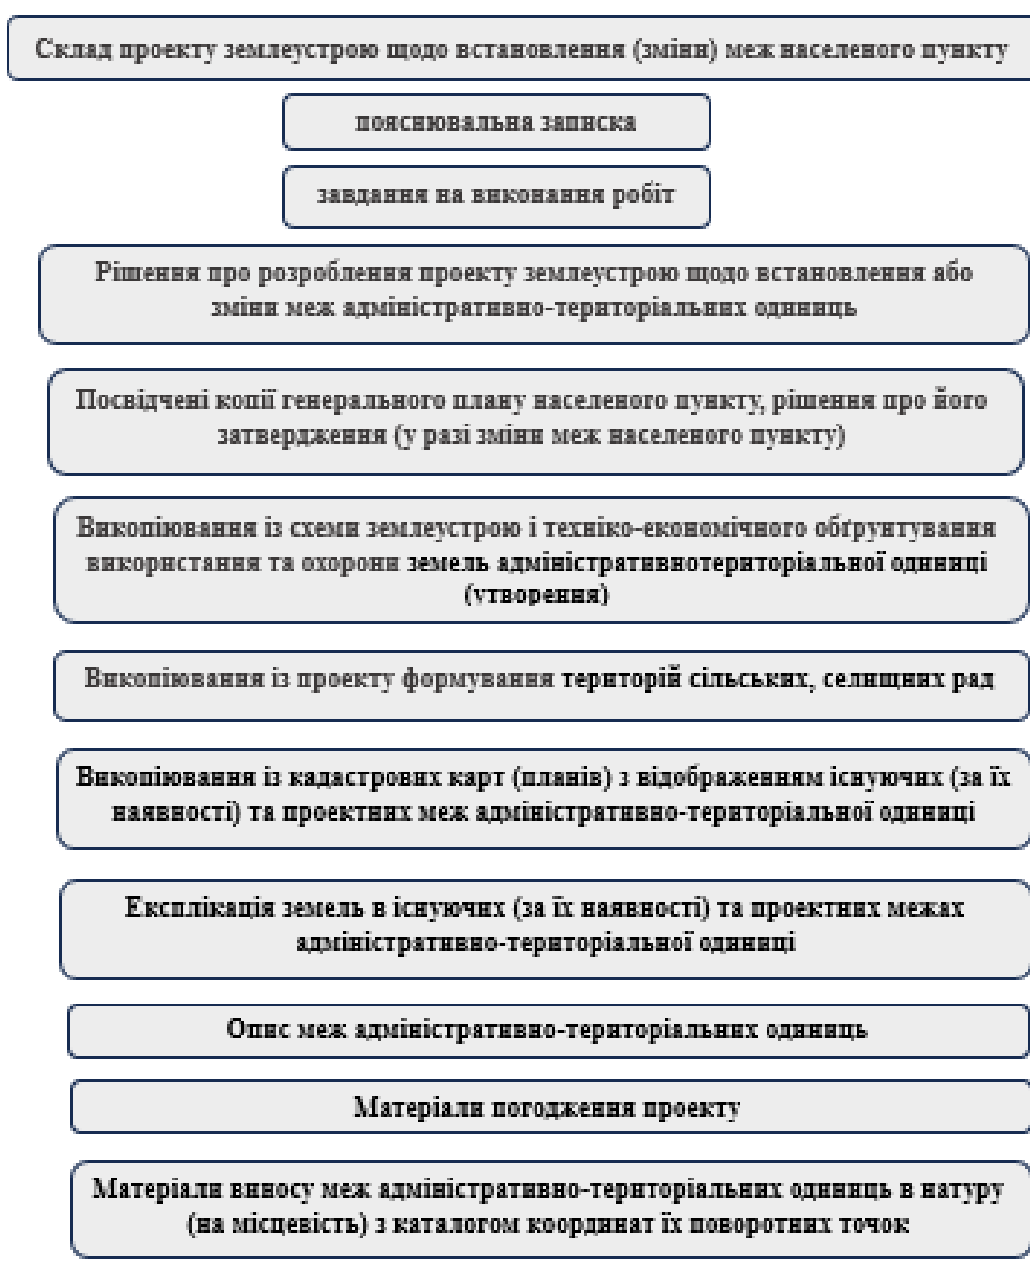 Склад проекту землеустрою щодо встановлення (зміни) меж населеного пункту
пояснювальна записка
завдання на виконання робіт
Рішення про розроблення проекту землеустрою щодо встановлення або
зміни меж адміністративно-територіальних одиниць
Посвідчені копії генерального плану населеного пункту, рішення про його
затвердження (у разі зміни меж населеного пункту)
Викопіювання із схеми землеустрою і техніко-економічного обґрунтування
використання та охорони земель адміністративнотериторіальної одиниці
(утворення)
Викопіювання із проекту формування територій сільських, селищних рад
Викопіювання із кадастрових карт (планів) з відображенням існуючих (за їх
наявності) та проектних меж адміністративно-територіальної одиниці
Експлікація земель в існуючих (за їх наявності) та проектних межах
адміністративно-територіальної одиниці
Опис меж адміністративно-територіальних одиниць
Матеріали погодження проекту
Матеріали виносу меж адміністративно-територіальних одиниць в натуру
(на місцевість) з каталогом координат їх поворотних точок